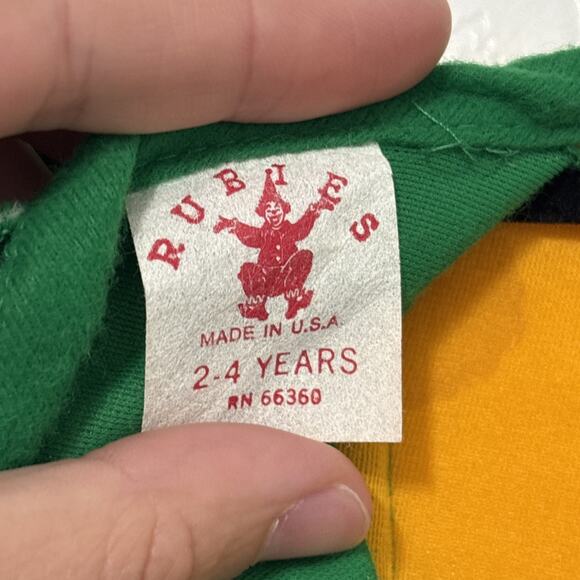 RUBIES
MADE IN U.S.A
2-4 YEARS
RN 66360